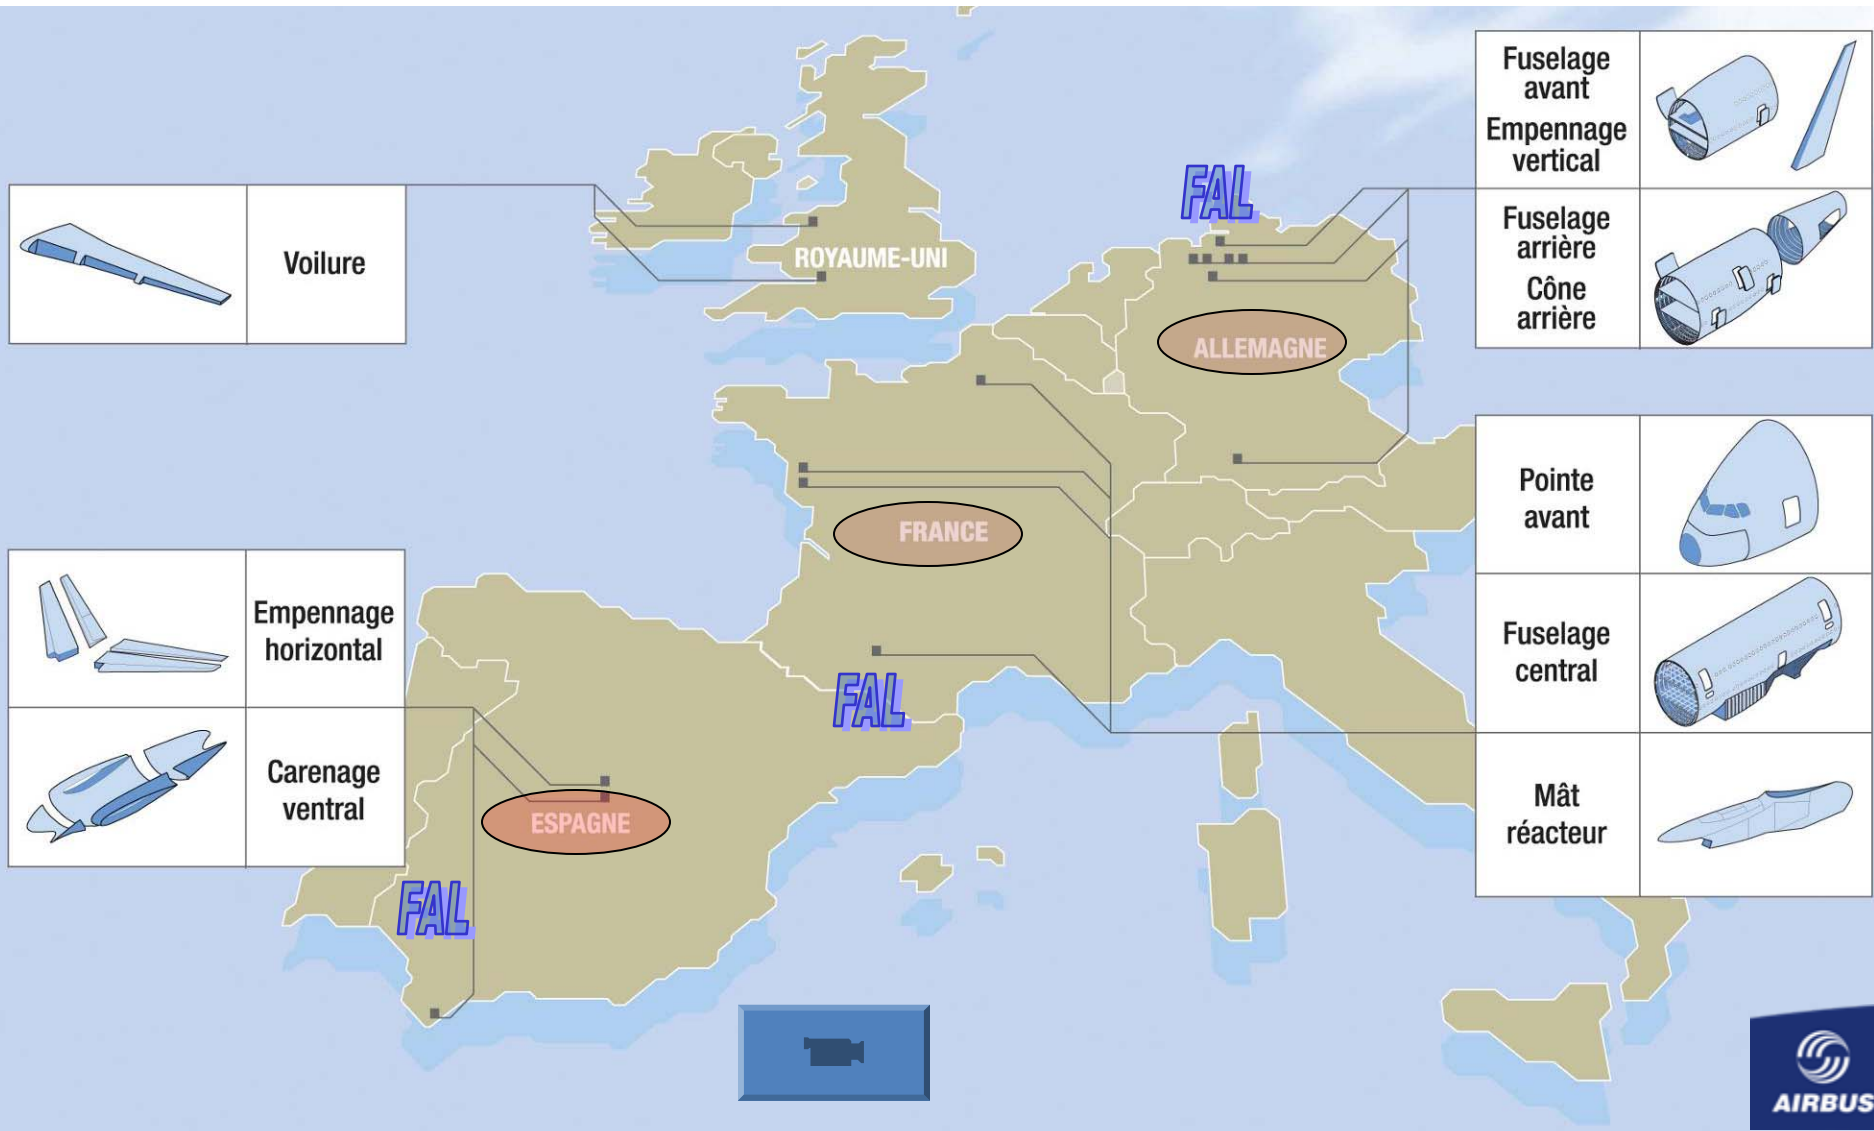 Fuselage
avant
Empennage
vertical
Fuselage
arrière
Cône
arrière
FAL
Voilure
ROYAUME-UNI
ALLEMAGNE
Pointe
avant
FRANCE
Empennage
horizontal
Fuselage
central
FAL
Carenage
ventral
ESPAGNE
Mât
réacteur
FAL
AIRBUS